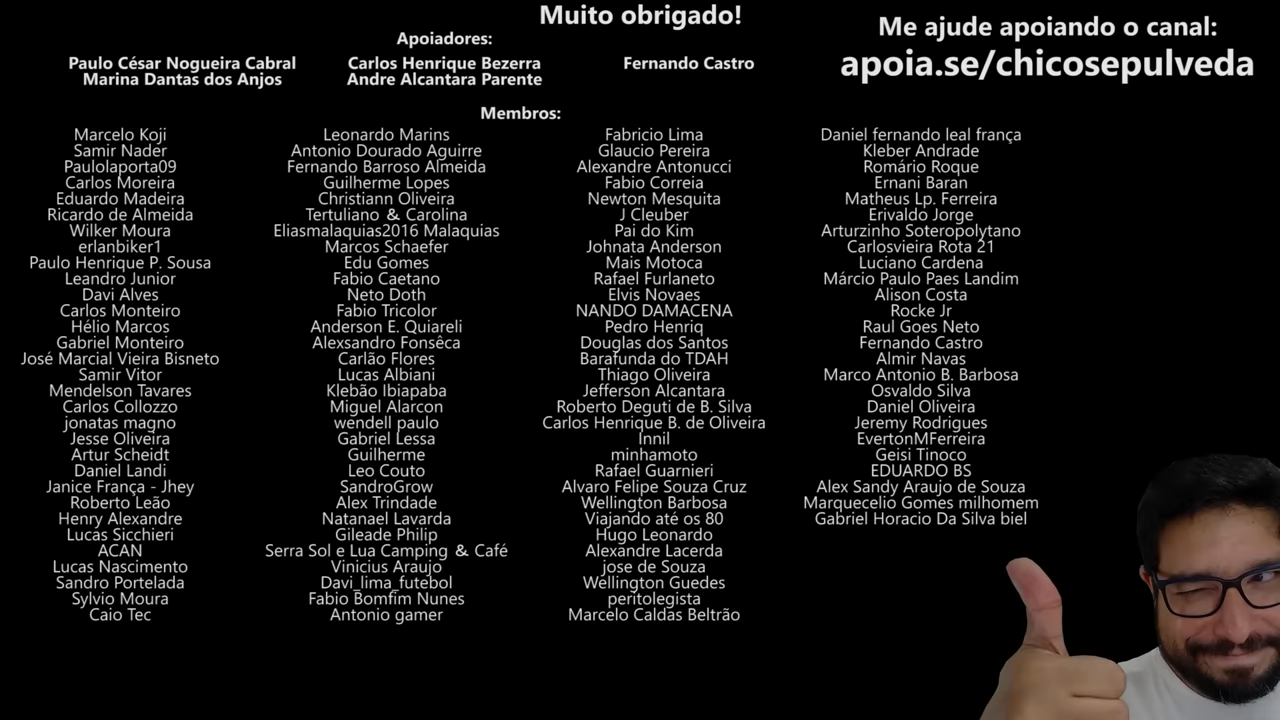 Muito obrigado!
Me ajude apoiando o canal:
apoia.se/chicosepulveda
Apoiadores:
Paulo César Nogueira Cabral
Marina Dantas dos Anjos
Carlos Henrique Bezerra
Andre Alcantara Parente
Fernando Castro
Membros:
Marcelo Koji
Samir Nader
Paulolaporta09
Carlos Moreira
Eduardo Madeira
Ricardo de Almeida
Wilker Moura
erlanbiker1
Paulo Henrique P. Sousa
Leandro Junior
Davi Alves
Carlos Monteiro
Hélio Marcos
Gabriel Monteiro
José Marcial Vieira Bisneto
Samir Vitor
Mendelson Tavares
Carlos Collozzo
jonatas magno
Jesse Oliveira
Artur Scheidt
Daniel Landi
Janice França - Jhey
Roberto Leão
Henry Alexandre
Lucas Sicchieri
ACAN
Lucas Nascimento
Sandro Portelada
Sylvio Moura
Caio Tec
Leonardo Marins
Antonio Dourado Aguirre
Fernando Barroso Almeida
Guilherme Lopes
Christiann Oliveira
Tertuliano & Carolina
Eliasmalaquias2016 Malaquias
Marcos Schaefer
Edu Gomes
Fabio Caetano
Neto Doth
Fabio Tricolor
Anderson E. Quiareli
Alexsandro Fonsêca
Carlão Flores
Lucas Albiani
Klebão Ibiapaba
Miguel Alarcon
wendell paulo
Gabriel Lessa
Guilherme
Leo Couto
SandroGrow
Alex Trindade
Natanael Lavarda
Gileade Philip
Serra Sol e Lua Camping & Café
Vinicius Araujo
Davi_lima_futebol
Fabio Bomfim Nunes
Antonio gamer
Fabricio Lima
Glaucio Pereira
Alexandre Antonucci
Fabio Correia
Newton Mesquita
J Cleuber
Pai do Kim
Johnata Anderson
Mais Motoca
Rafael Furlaneto
Elvis Novaes
NANDO DAMACENA
Pedro Henriq
Douglas dos Santos
Barafunda do TDAH
Thiago Oliveira
Jefferson Alcantara
Roberto Deguti de B. Silva
Carlos Henrique B. de Oliveira
Innil
minhamoto
Rafael Guarnieri
Alvaro Felipe Souza Cruz
Wellington Barbosa
Viajando até os 80
Hugo Leonardo
Alexandre Lacerda
jose de Souza
Wellington Guedes
peritolegista
Marcelo Caldas Beltrão
Daniel fernando leal frança
Kleber Andrade
Romário Roque
Ernani Baran
Matheus Lp. Ferreira
Erivaldo Jorge
Arturzinho Soteropolytano
Carlosvieira Rota 21
Luciano Cardena
Márcio Paulo Paes Landim
Alison Costa
Rocke Jr
Raul Goes Neto
Fernando Castro
Almir Navas
Marco Antonio B. Barbosa
Osvaldo Silva
Daniel Oliveira
Jeremy Rodrigues
EvertonMFerreira
Geisi Tinoco
EDUARDO BS
Alex Sandy Araujo de Souza
Marquecelio Gomes milhomem
Gabriel Horacio Da Silva biel